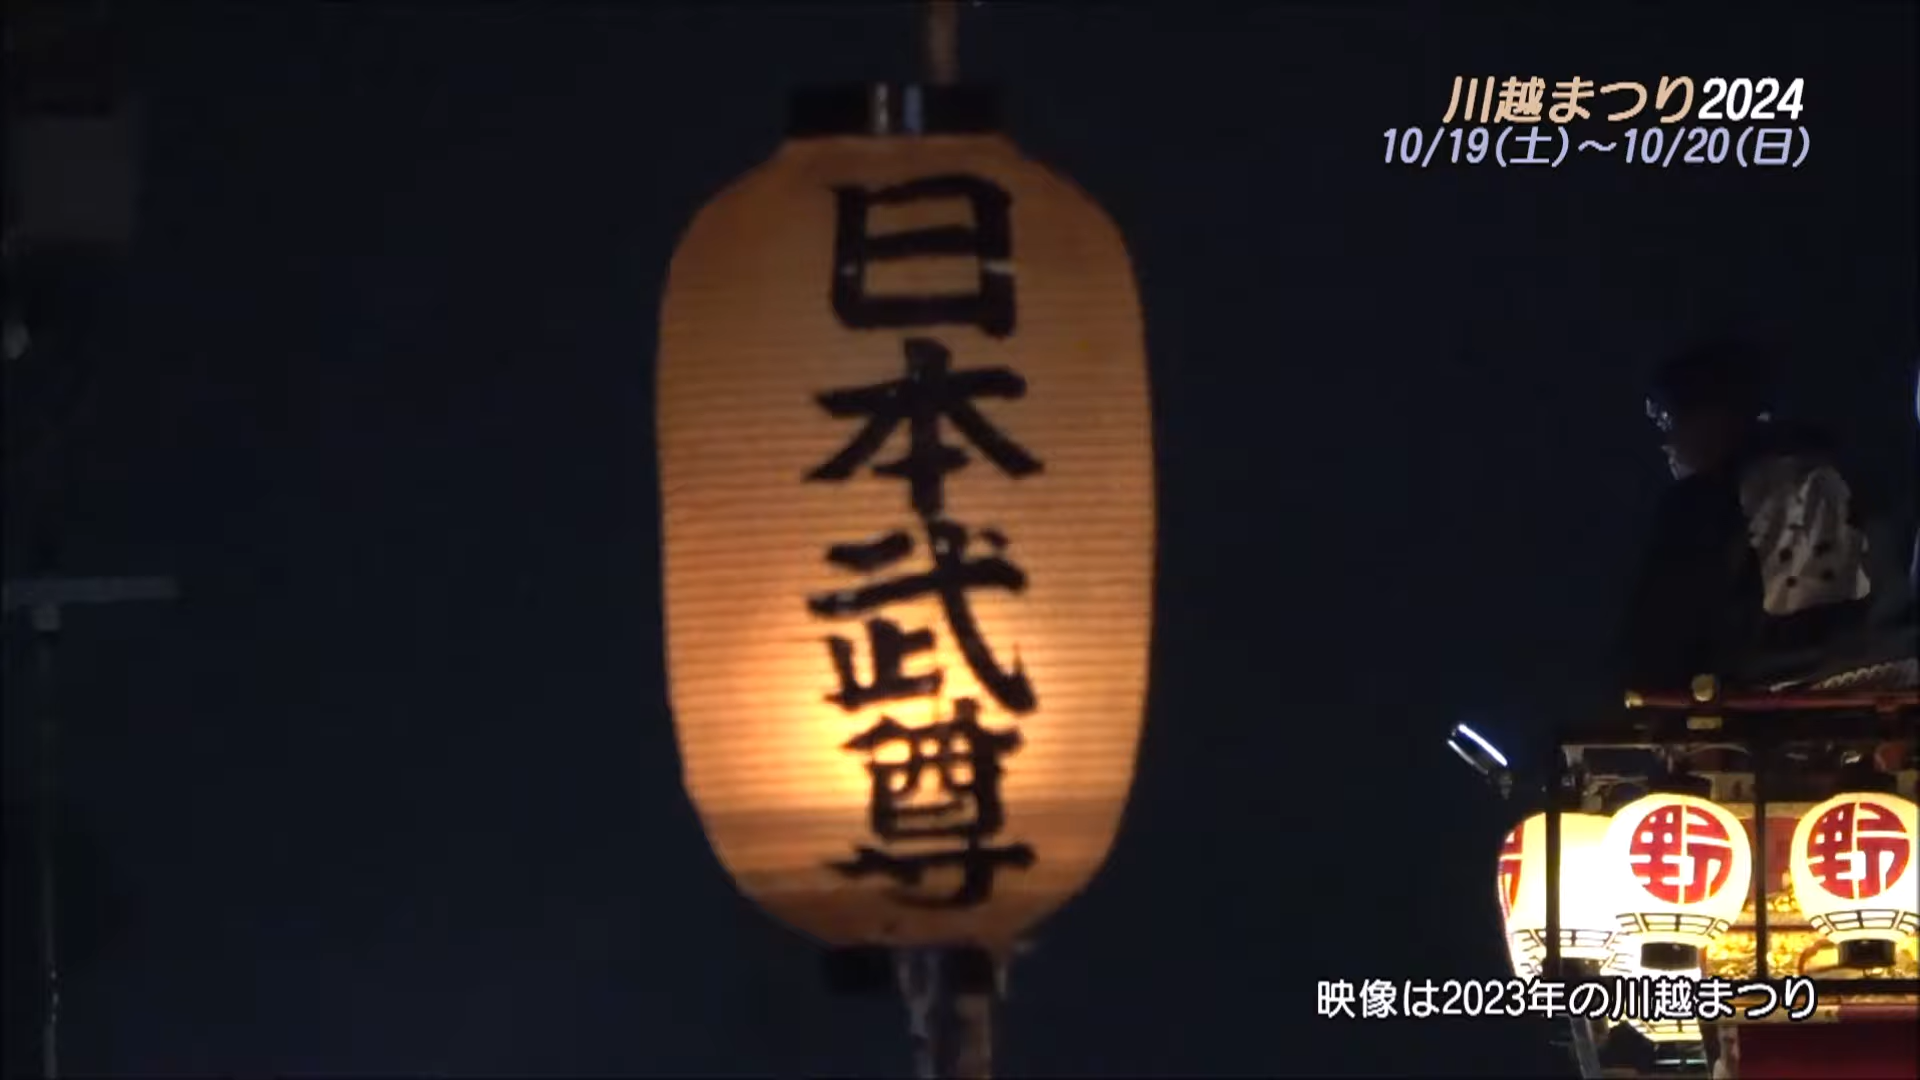 川越まつり2024
10/19(土)～10/20(日)
日本武尊
野
野
映像は2023年の川越まつり